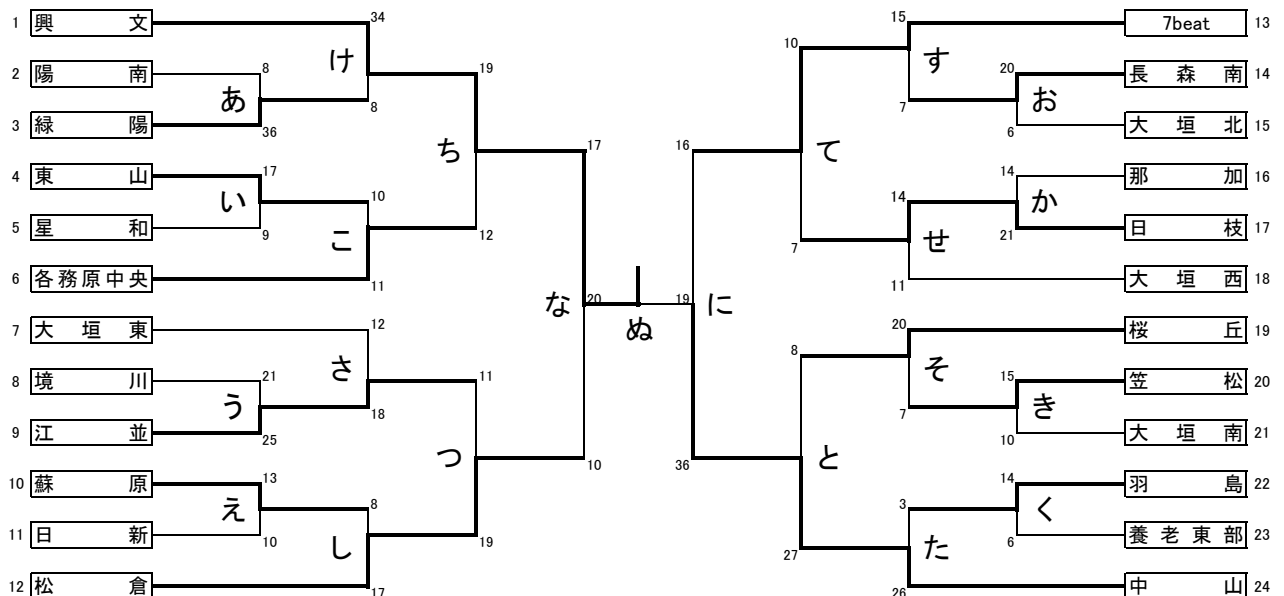 1 興文 34 15 7beat 13
け 10 す
2 陽南 8 19 20 長森南 14
あ 8 7 お
3 緑陽 36 6 大垣北 15
ち 17 16 て
4 東山 17 14 那加 16
い 10 14 か
5 星和 9 12 21 日枝 17
こ 7 せ
6 各務原中央 11 11 大垣西 18
な 20 19 に
ぬ
7 大垣東 12 20 桜丘 19
さ 8 そ
8 境川 21 11 15 笠松 20
う 18 7 き
9 江並 25 10 大垣南 21
つ 10 36 と
10 蘇原 13 14 羽島 22
え 8 3 く
11 日新 10 19 6 養老東部 23
し 27 た
12 松倉 17 26 中山 24